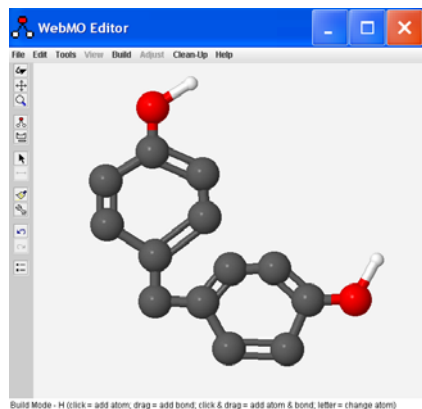 WebMO Editor
File Edit Tools View Build Adjust Clean-Up Help
Build Mode - H (click = add atom; drag = add bond; click & drag = add atom & bond; letter = change atom)